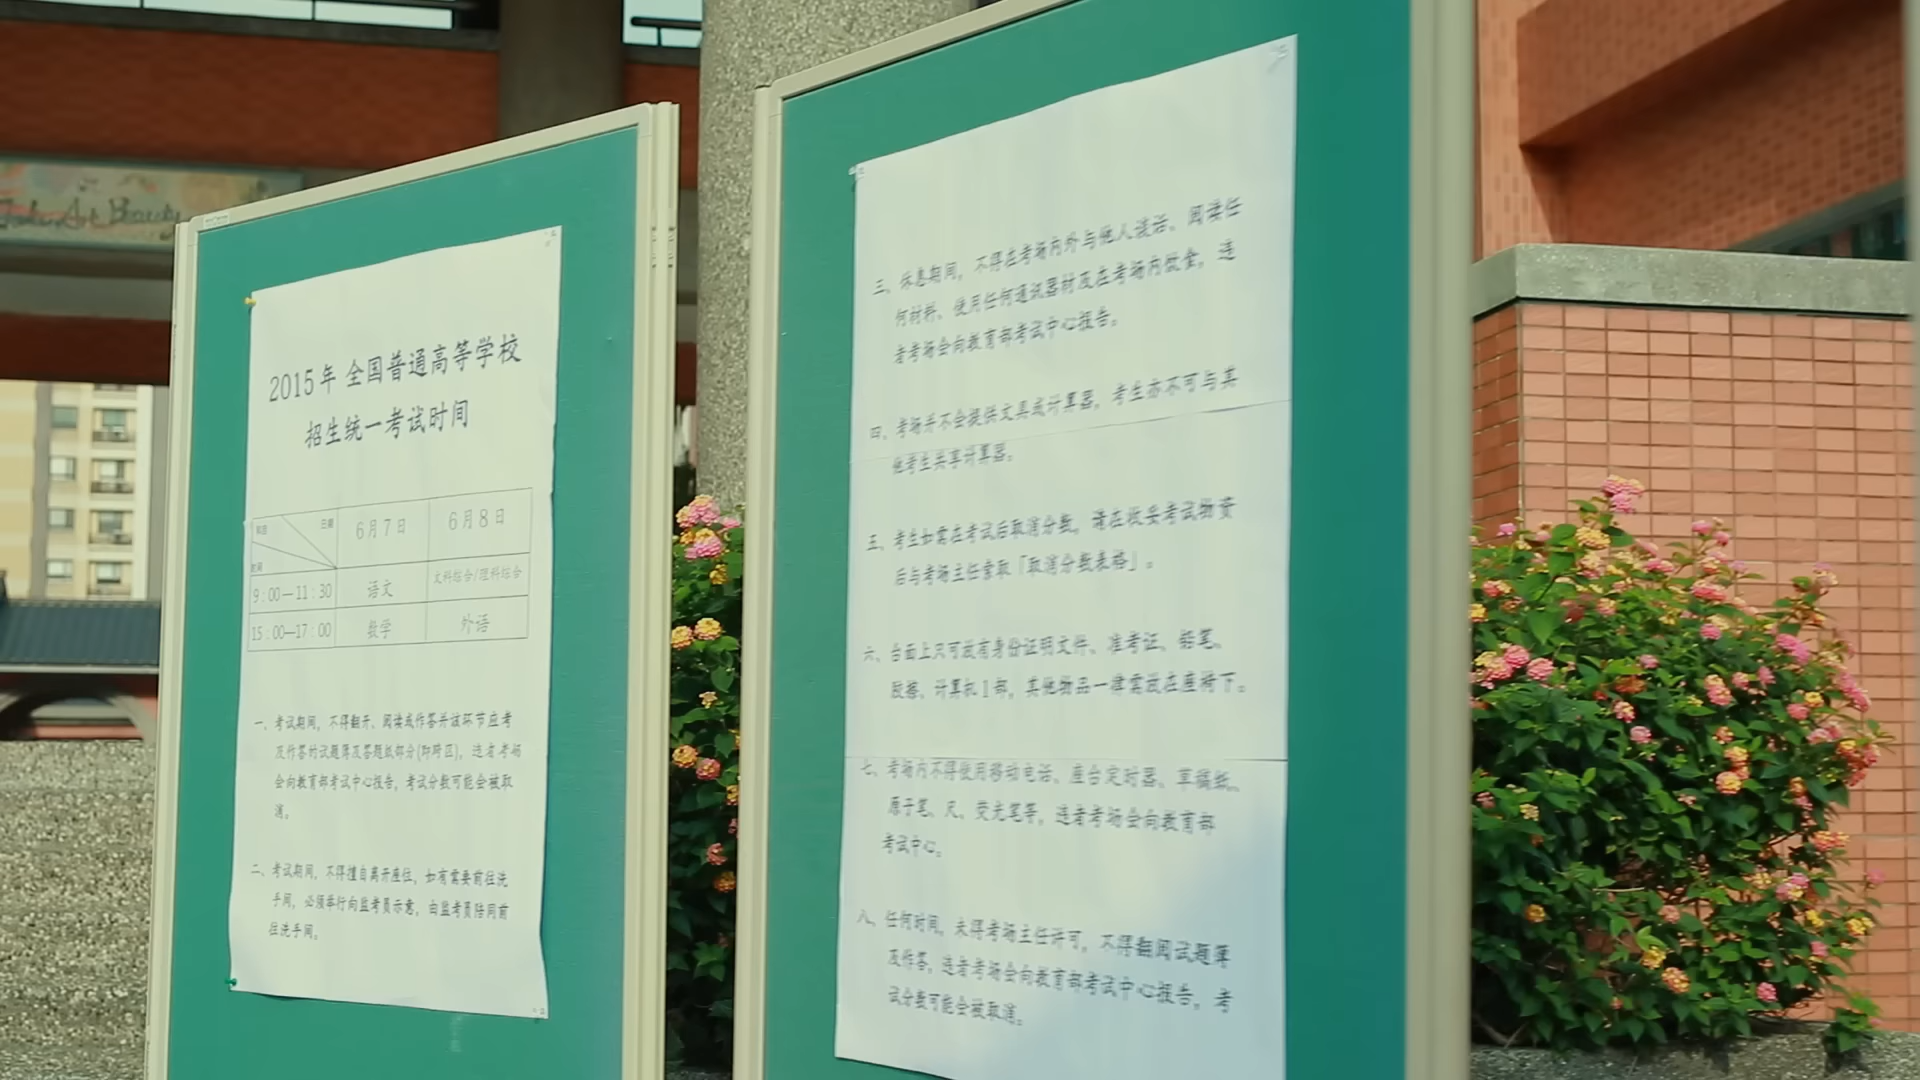 2015年 全国普通高等学校
招生统一考试时间
科目 日期 时间
6月7日 6月8日
9:00—11:30 语文 文科综合/理科综合
15:00—17:00 数学 外语
一、考试期间，不得翻开、阅读或作答并该环节应考
及作答的试题簿及答题纸部分(即跨区)，违者考场
会向教育部考试中心报告，考试分数可能会被取
消。
二、考试期间，不得擅自离开座位，如有需要前往洗
手间，必须举行向监考员示意，由监考员陪同前
往洗手间。
三、休息期间，不得在考场内外与他人谈话、阅读任
何材料、使用任何通讯器材及在考场内饮食，违
者考场会向教育部考试中心报告。
四、考场并不会提供文具或计算器，考生亦不可与其
他考生共享计算器。
五、考生如需在考试后取消分数，请在收妥考试物资
后与考场主任索取「取消分数表格」。
六、台面上只可放有身份证明文件、准考证、铅笔、
胶擦、计算机1部，其他物品一律需放在座椅下。
七、考场内不得使用移动电话、座台定时器、草稿纸、
原子笔、尺、荧光笔等，违者考场会向教育部
考试中心。
八、任何时间，未得考场主任许可，不得翻阅试题簿
及作答，违者考场会向教育部考试中心报告，考
试分数可能会被取消。